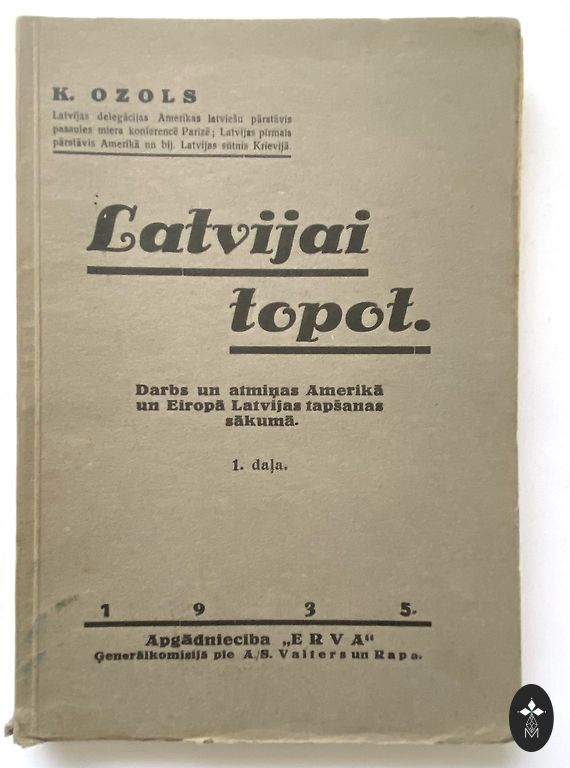 K. OZOLS
Latvijas delegācijas Amerikas latviešu pārstāvis
pasaules miera konferencē Parizē; Latvijas pirmais
pārstāvis Amerikā un bij. Latvijas sūtnis Krievijā.
Latvijai
topot.
Darbs un atmiņas Amerikā
un Eiropā Latvijas tapšanas
sākumā.
1. daļa.
1 9 3 5.
Apgādniecība „ERVA“
Ģenerālkomisijā pie A./S. Valters un Rapa.
M